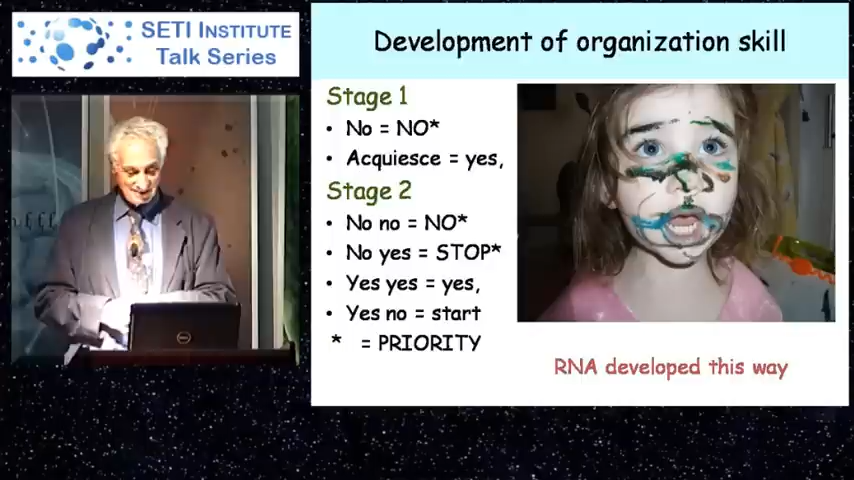 SETI INSTITUTE
Talk Series
Development of organization skill
Stage 1
• No = NO*
• Acquiesce = yes,
Stage 2
• No no = NO*
• No yes = STOP*
• Yes yes = yes,
• Yes no = start
* = PRIORITY
RNA developed this way